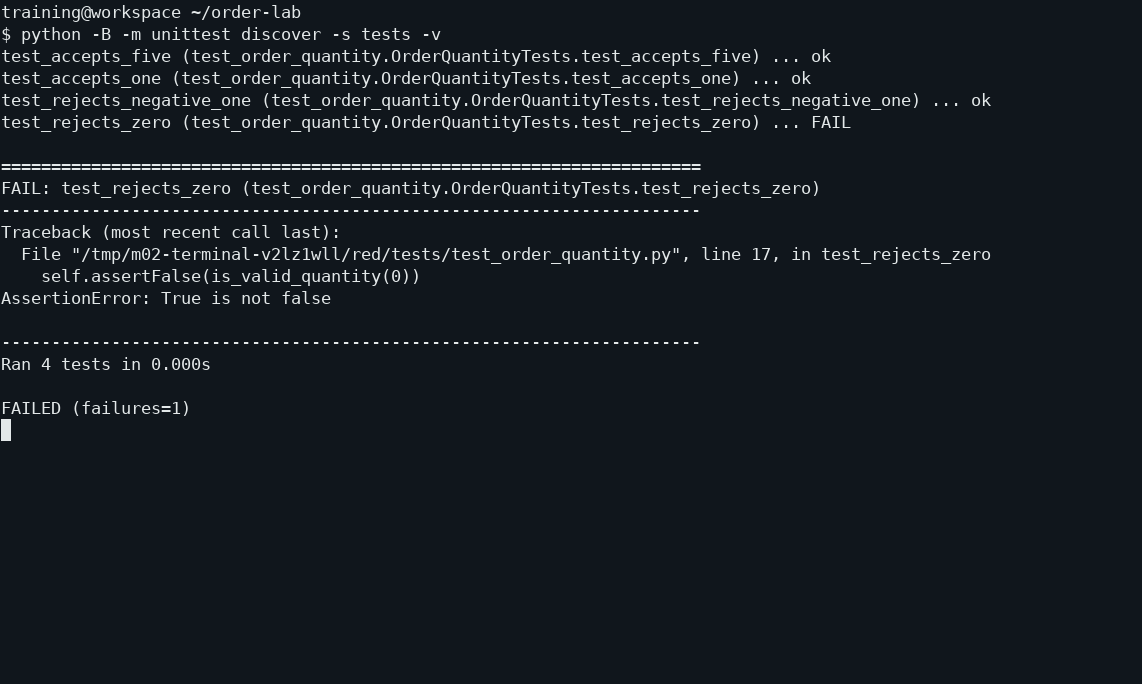 training@workspace ~/order-lab
$ python -B -m unittest discover -s tests -v
test_accepts_five (test_order_quantity.OrderQuantityTests.test_accepts_five) ... ok
test_accepts_one (test_order_quantity.OrderQuantityTests.test_accepts_one) ... ok
test_rejects_negative_one (test_order_quantity.OrderQuantityTests.test_rejects_negative_one) ... ok
test_rejects_zero (test_order_quantity.OrderQuantityTests.test_rejects_zero) ... FAIL

======================================================================
FAIL: test_rejects_zero (test_order_quantity.OrderQuantityTests.test_rejects_zero)
----------------------------------------------------------------------
Traceback (most recent call last):
  File "/tmp/m02-terminal-v2lz1wll/red/tests/test_order_quantity.py", line 17, in test_rejects_zero
    self.assertFalse(is_valid_quantity(0))
AssertionError: True is not false

----------------------------------------------------------------------
Ran 4 tests in 0.000s

FAILED (failures=1)